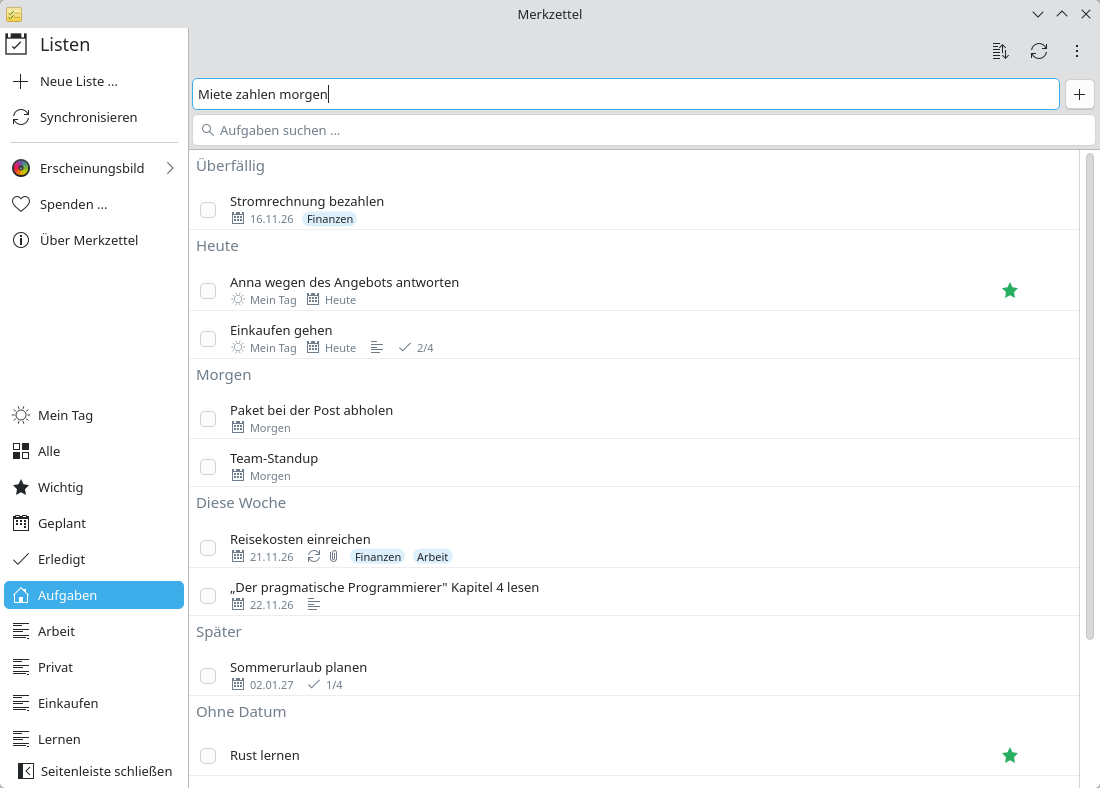 Merkzettel
Listen
Neue Liste ...
Synchronisieren
Erscheinungsbild
Spenden ...
Über Merkzettel
Mein Tag
Alle
Wichtig
Geplant
Erledigt
Aufgaben
Arbeit
Privat
Einkaufen
Lernen
Seitenleiste schließen
Miete zahlen morgen
Aufgaben suchen ...
Überfällig
Stromrechnung bezahlen
16.11.26 Finanzen
Heute
Anna wegen des Angebots antworten
Mein Tag Heute
Einkaufen gehen
Mein Tag Heute 2/4
Morgen
Paket bei der Post abholen
Morgen
Team-Standup
Morgen
Diese Woche
Reisekosten einreichen
21.11.26 Finanzen Arbeit
„Der pragmatische Programmierer" Kapitel 4 lesen
22.11.26
Später
Sommerurlaub planen
02.01.27 1/4
Ohne Datum
Rust lernen